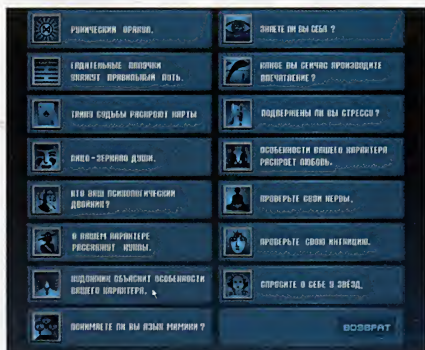 РУНИЧЕСКИЙ ОРАКУЛ.
ГАДАТЕЛЬНЫЕ ПАЛОЧКИ
УКАЖУТ ПРАВИЛЬНЫЙ ПУТЬ.
ТАЙНЫ СУДЬБЫ РАСКРОЮТ КАРТЫ
ЛИЦО - ЗЕРКАЛО ДУШИ.
КТО ВАШ ПСИХОЛОГИЧЕСКИЙ
ДВОЙНИК?
О ВАШЕМ ХАРАКТЕРЕ
РАССКАЖУТ КУКЛЫ.
ХУДОЖНИК ОБЪЯСНИТ ОСОБЕННОСТИ
ВАШЕГО ХАРАКТЕРА.
ПОНИМАЕТЕ ЛИ ВЫ ЯЗЫК МИМИКИ?
ЗНАЕТЕ ЛИ ВЫ СЕБЯ ?
КАКОЕ ВЫ СЕЙЧАС ПРОИЗВОДИТЕ
ВПЕЧАТЛЕНИЕ?
ПОДВЕРЖЕНЫ ЛИ ВЫ СТРЕССУ?
ОСОБЕННОСТИ ВАШЕГО ХАРАКТЕРА
РАСКРОЕТ ЛЮБОВЬ.
ПРОВЕРЬТЕ СВОИ НЕРВЫ.
ПРОВЕРЬТЕ СВОЮ ИНТУИЦИЮ.
СПРОСИТЕ О СЕБЕ У ЗВЁЗД.
ВОЗВРАТ